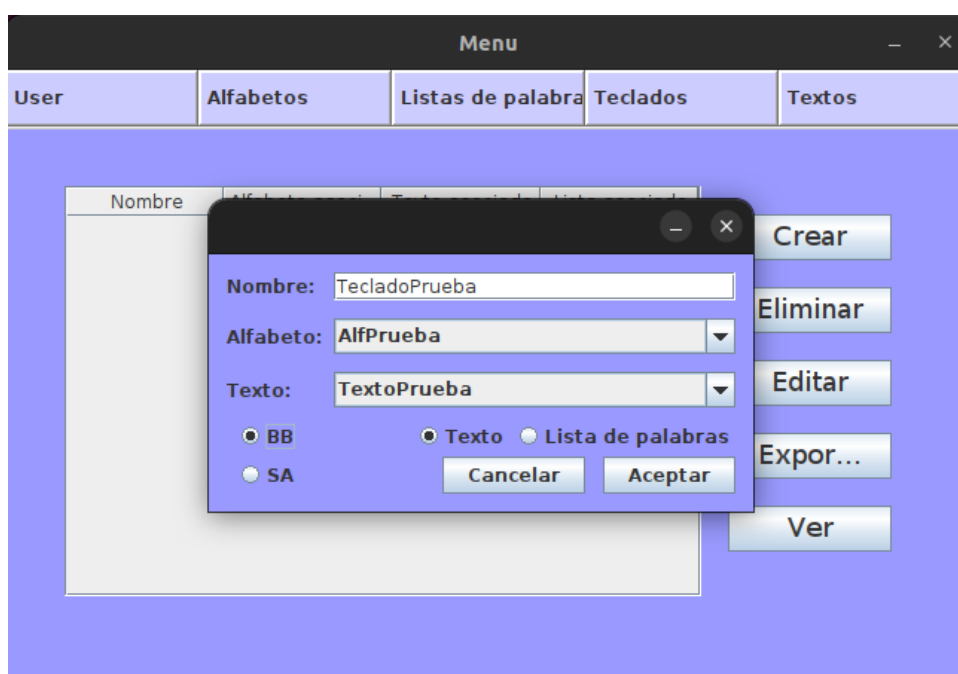 Menu
User Alfabetos Listas de palabra Teclados Textos
Nombre
Crear
Nombre: TecladoPrueba
Eliminar
Alfabeto: AlfPrueba
Texto: TextoPrueba
Editar
BB Texto Lista de palabras
Expor...
SA Cancelar Aceptar
Ver